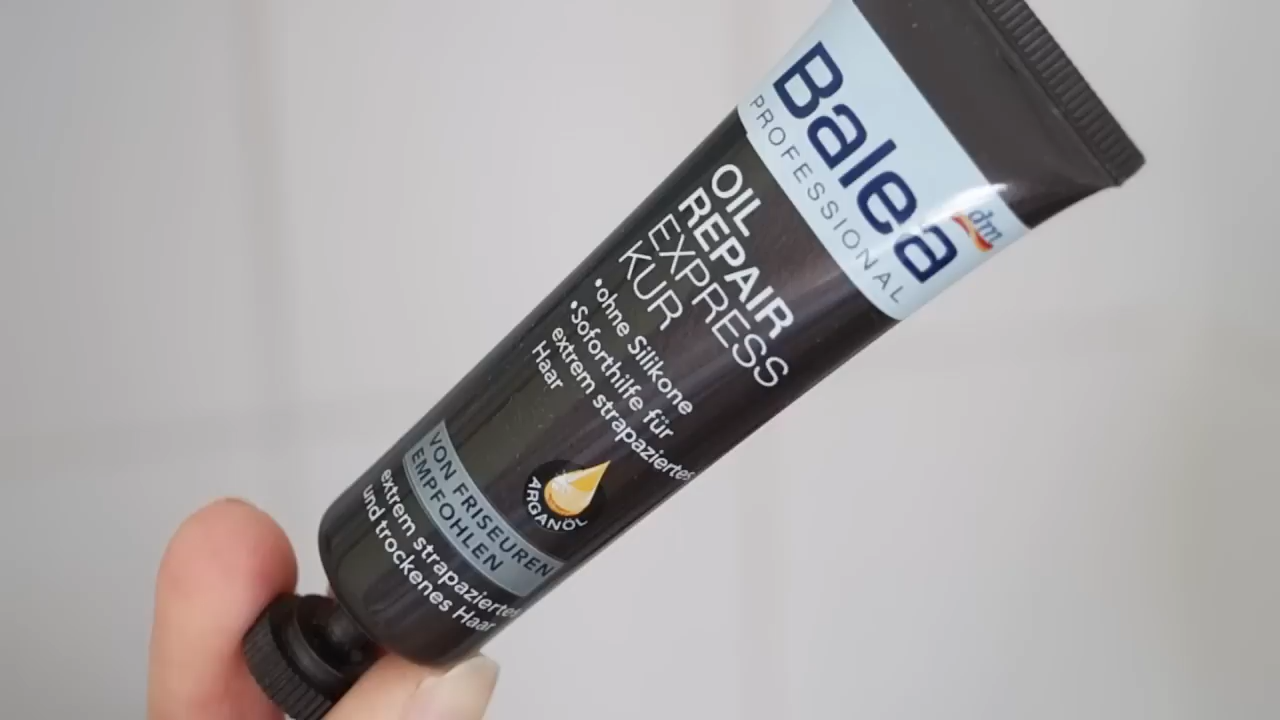 Balea
PROFESSIONAL
dm
OIL
REPAIR
EXPRESS
KUR
•ohne Silikone
•Soforthilfe für
extrem strapaziertes
Haar
ARGANÖL
VON FRISEUREN
EMPFOHLEN
extrem strapaziertes
und trockenes Haar